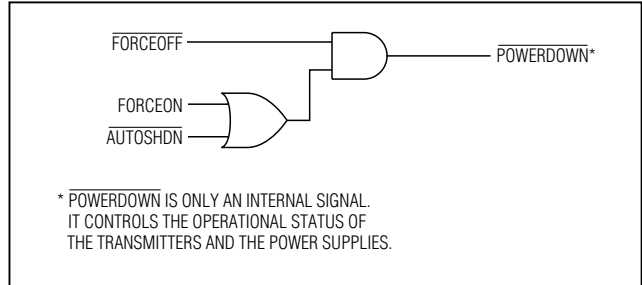 FORCEOFF
POWERDOWN*
FORCEON
AUTOSHDN
* POWERDOWN IS ONLY AN INTERNAL SIGNAL.
IT CONTROLS THE OPERATIONAL STATUS OF
THE TRANSMITTERS AND THE POWER SUPPLIES.